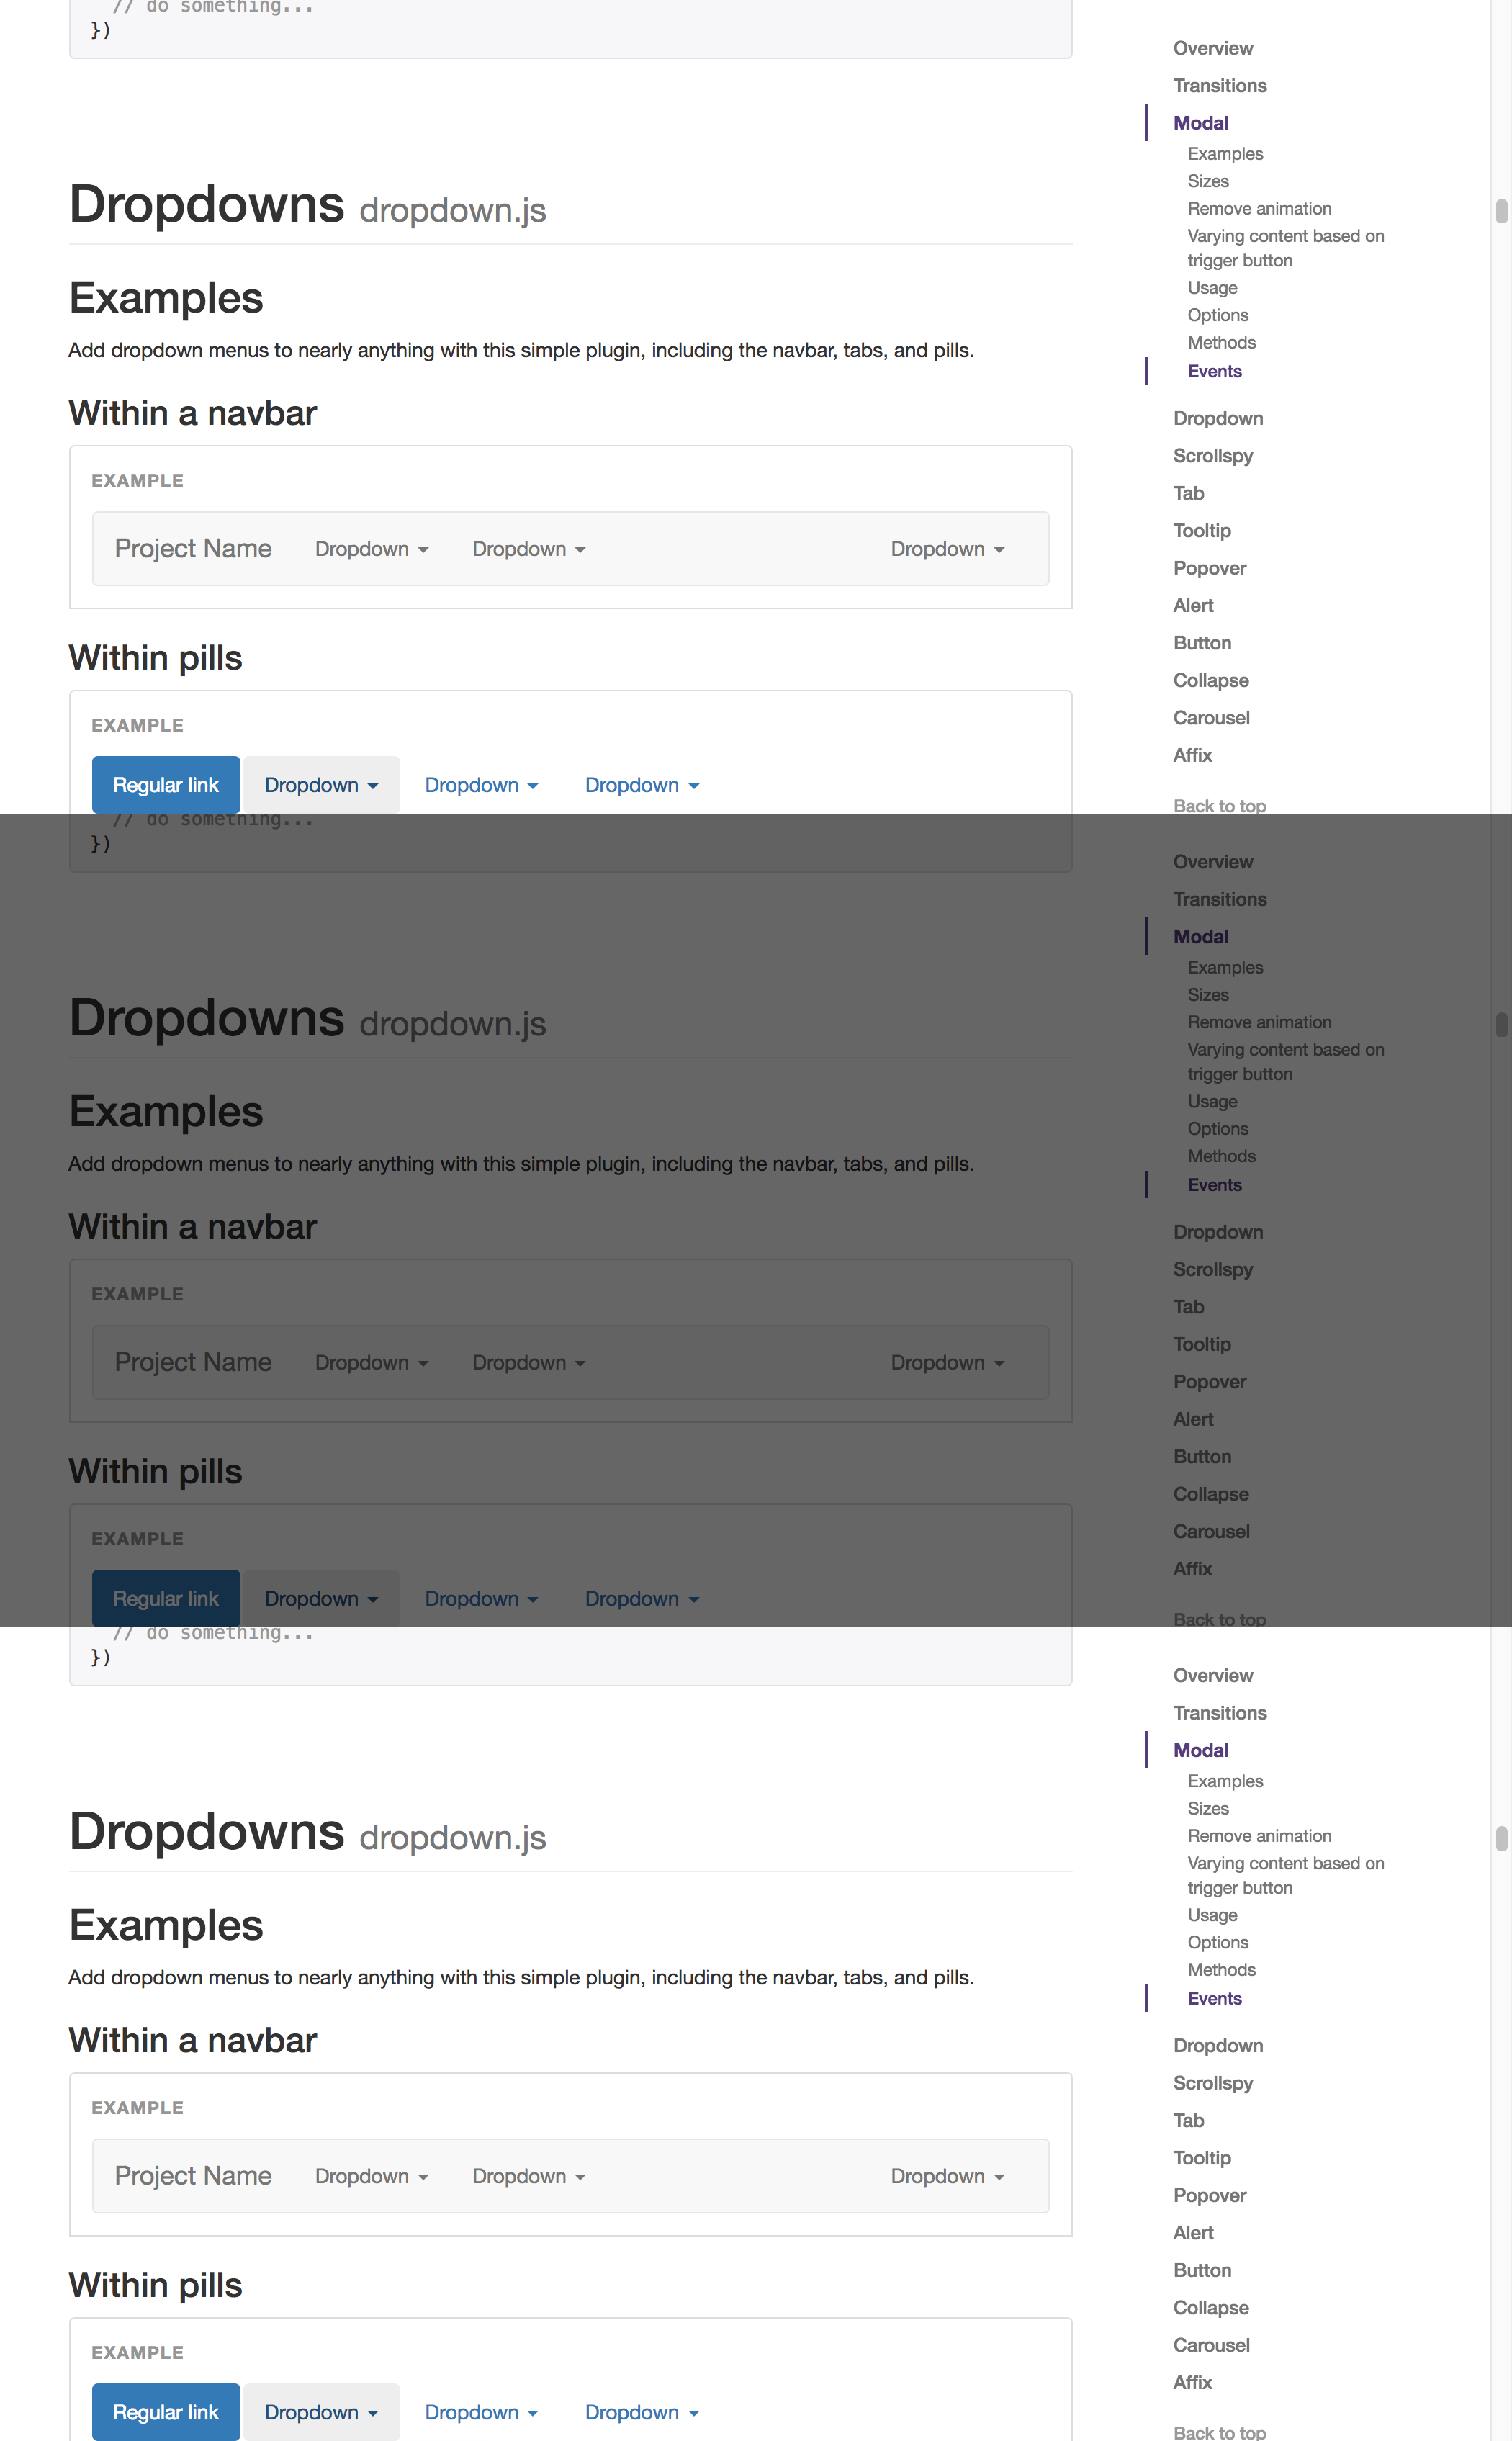 // do something...
})
Dropdowns dropdown.js
Examples
Add dropdown menus to nearly anything with this simple plugin, including the navbar, tabs, and pills.
Within a navbar
EXAMPLE
Project Name Dropdown Dropdown Dropdown
Within pills
EXAMPLE
Regular link Dropdown Dropdown Dropdown
Overview
Transitions
Modal
Examples
Sizes
Remove animation
Varying content based on
trigger button
Usage
Options
Methods
Events
Dropdown
Scrollspy
Tab
Tooltip
Popover
Alert
Button
Collapse
Carousel
Affix
Back to top
// do something...
})
Dropdowns dropdown.js
Examples
Add dropdown menus to nearly anything with this simple plugin, including the navbar, tabs, and pills.
Within a navbar
EXAMPLE
Project Name Dropdown Dropdown Dropdown
Within pills
EXAMPLE
Regular link Dropdown Dropdown Dropdown
Overview
Transitions
Modal
Examples
Sizes
Remove animation
Varying content based on
trigger button
Usage
Options
Methods
Events
Dropdown
Scrollspy
Tab
Tooltip
Popover
Alert
Button
Collapse
Carousel
Affix
Back to top
// do something...
})
Dropdowns dropdown.js
Examples
Add dropdown menus to nearly anything with this simple plugin, including the navbar, tabs, and pills.
Within a navbar
EXAMPLE
Project Name Dropdown Dropdown Dropdown
Within pills
EXAMPLE
Regular link Dropdown Dropdown Dropdown
Overview
Transitions
Modal
Examples
Sizes
Remove animation
Varying content based on
trigger button
Usage
Options
Methods
Events
Dropdown
Scrollspy
Tab
Tooltip
Popover
Alert
Button
Collapse
Carousel
Affix
Back to top